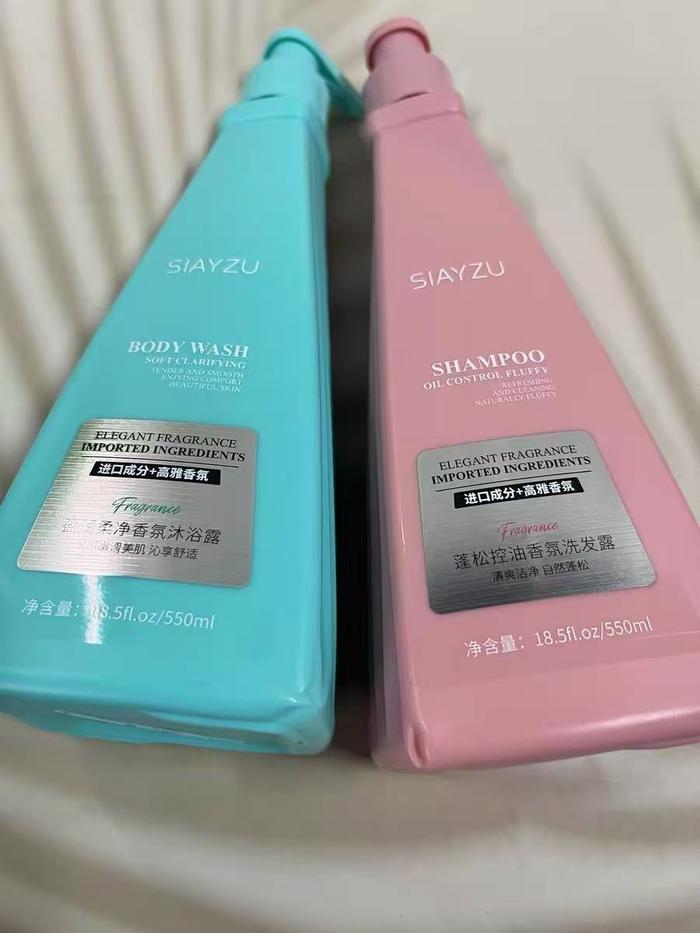 SIAYZU
BODY WASH
SOFT CLARIFYING
TENDER AND SMOOTH
ENJYING COMFORT
BEAUTIFUL SKIN
ELEGANT FRAGRANCE
IMPORTED INGREDIENTS
进口成分+高雅香氛
Fragrance
柔净香氛沐浴露
美肌 沁享舒适
净含量: 18.5fl.oz/550ml
SIAYZU
SHAMPOO
OIL CONTROL FLUFFY
REFRESHING
AND CLEANING
NATURALLY FLUFFY
ELEGANT FRAGRANCE
IMPORTED INGREDIENTS
进口成分+高雅香氛
Fragrance
蓬松控油香氛洗发露
清爽洁净 自然蓬松
净含量: 18.5fl.oz/550ml